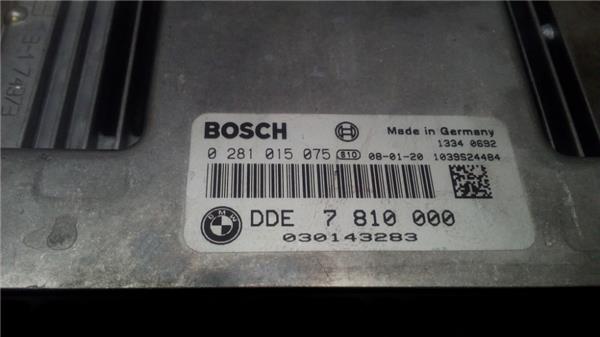 BOSCH
Made in Germany
1334 0692
0 281 015 075 810 08-01-20 1039S24484
BMW
DDE 7 810 000
030143283